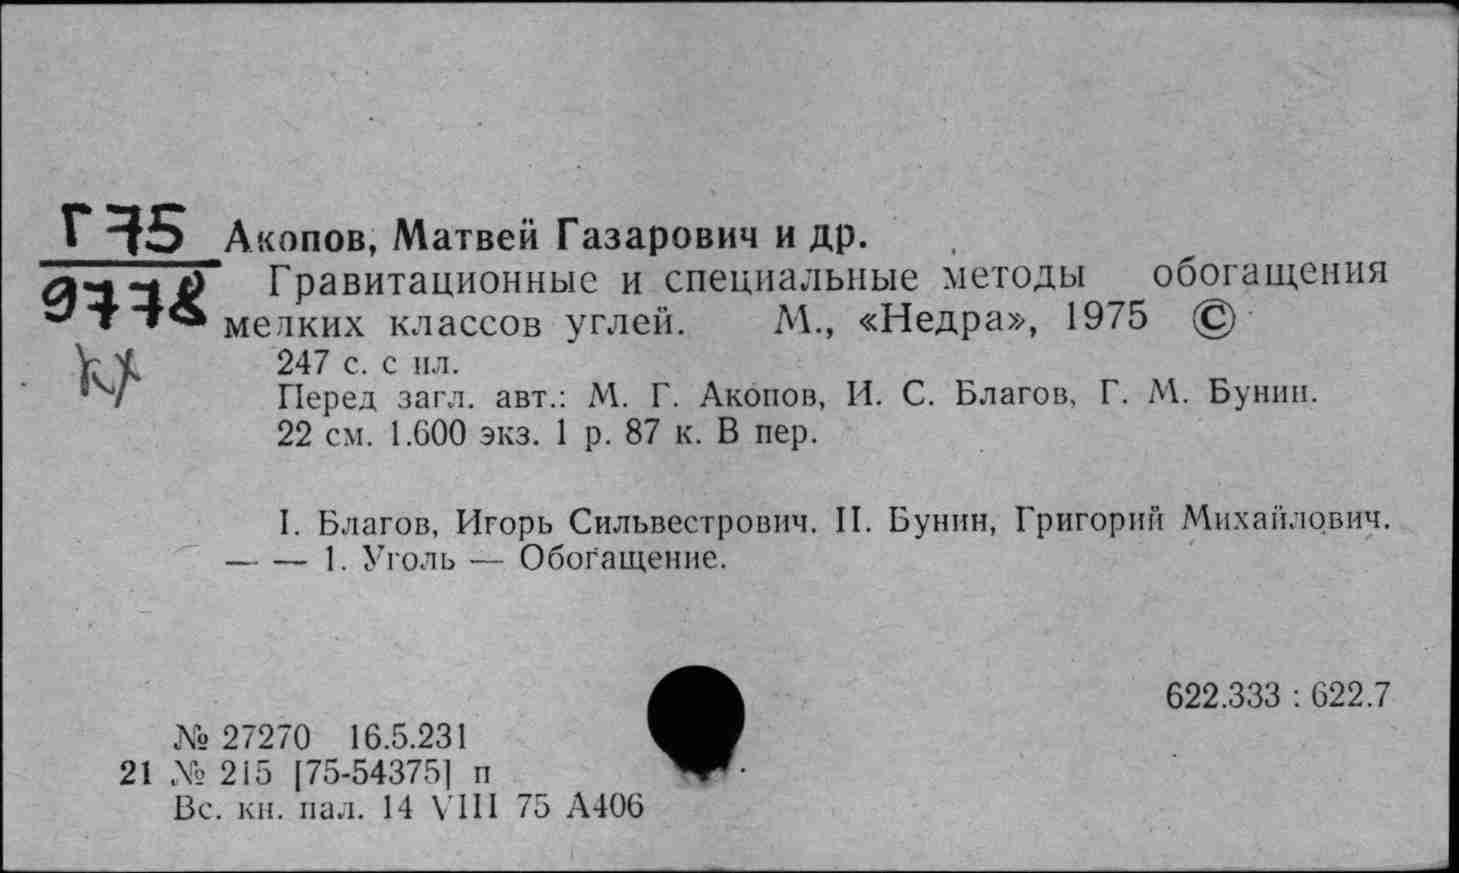 Г 75
9778
кх
Акопов, Матвей Газарович и др.
Гравитационные и специальные методы обогащения
мелких классов углей. М., «Недра», 1975 ©
247 с. с ил.
Перед загл. авт.: М. Г. Акопов, И. С. Благов, Г. М. Бунин.
22 см. 1.600 экз. 1 р. 87 к. В пер.
I. Благов, Игорь Сильвестрович. II. Бунин, Григорий Михайлович.
— — 1. Уголь — Обогащение.
622.333 : 622.7
№ 27270 16.5.231
21 № 215 [75-54375] п
Вс. кн. пал. 14 VIII 75 А406